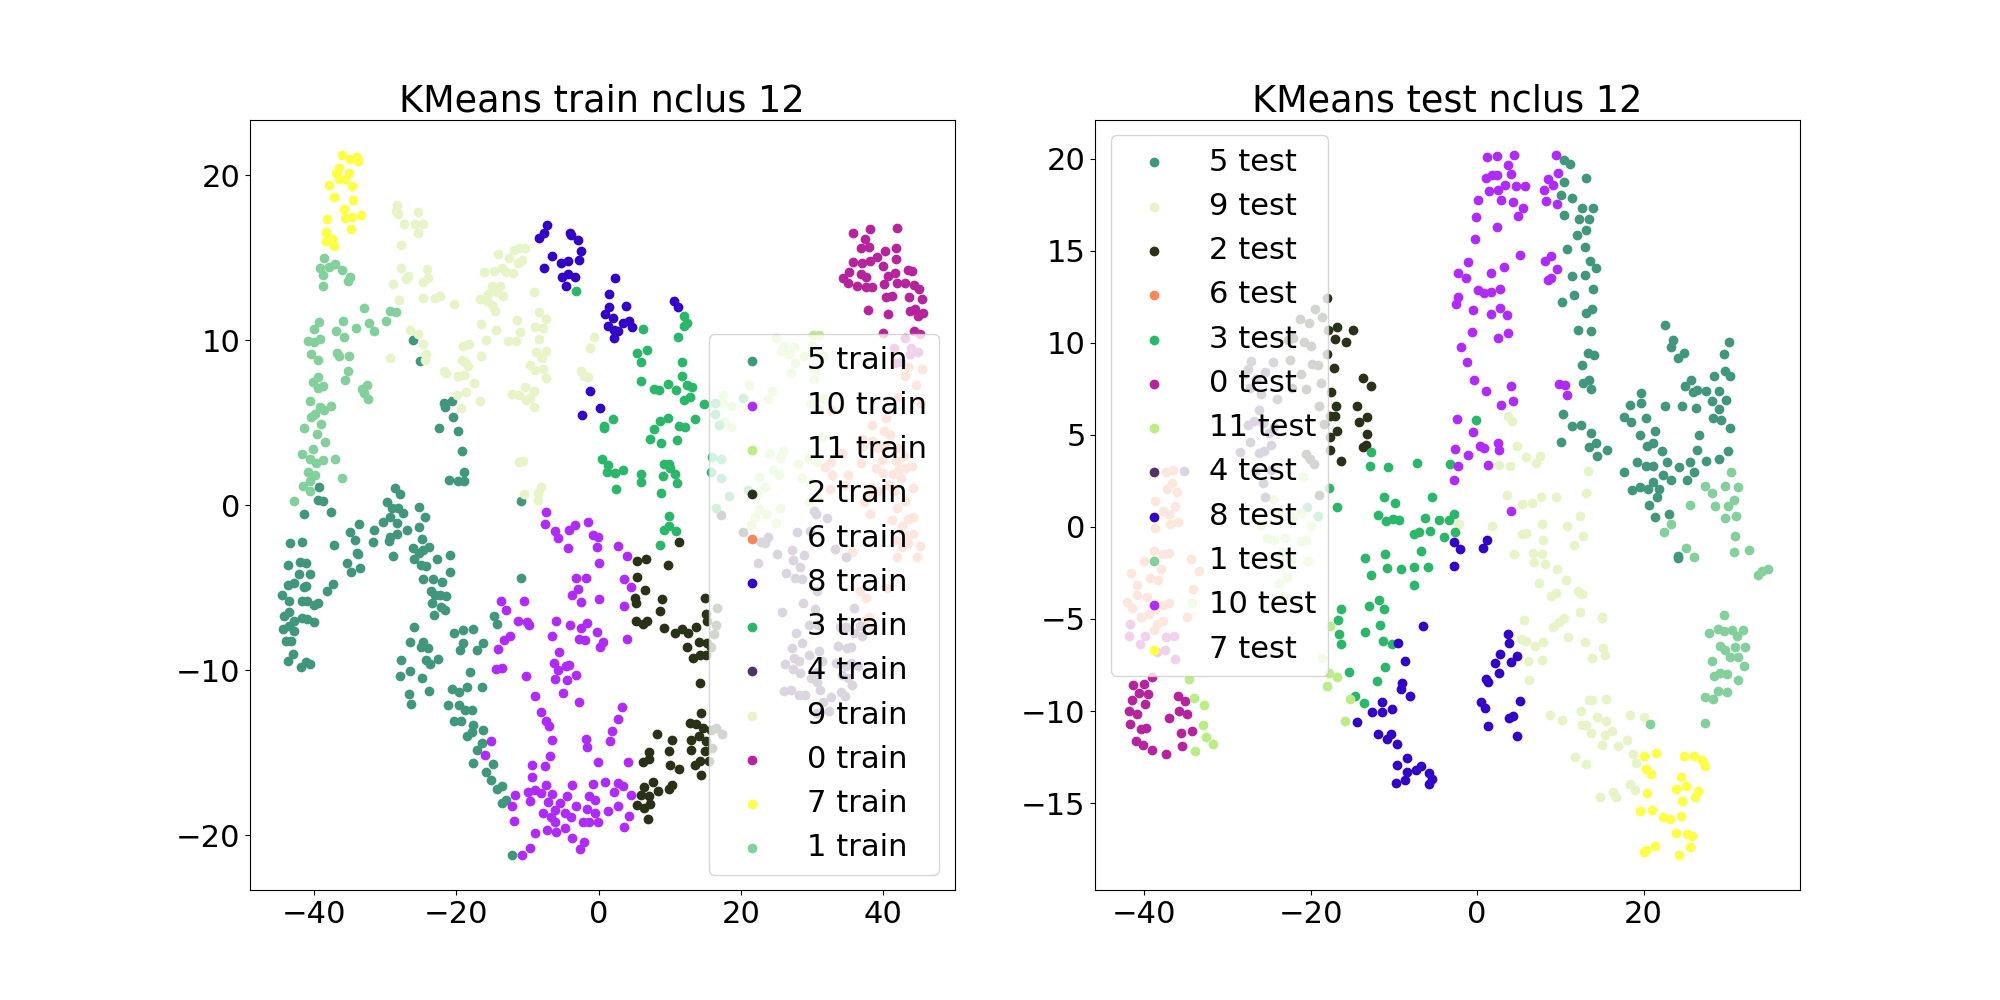 KMeans train nclus 12
20
10
0
−10
−20
−40
−20
0
20
40
5 train
10 train
11 train
2 train
6 train
8 train
3 train
4 train
9 train
0 train
7 train
1 train
KMeans test nclus 12
20
15
10
5
0
−5
−10
−15
−40
−20
0
20
5 test
9 test
2 test
6 test
3 test
0 test
11 test
4 test
8 test
1 test
10 test
7 test